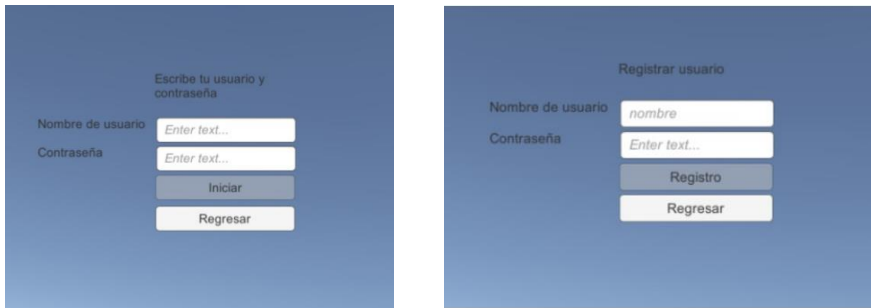 Escribe tu usuario y
contraseña
Nombre de usuario
Enter text...
Contraseña
Enter text...
Iniciar
Regresar
Registrar usuario
Nombre de usuario
nombre
Contraseña
Enter text...
Registro
Regresar